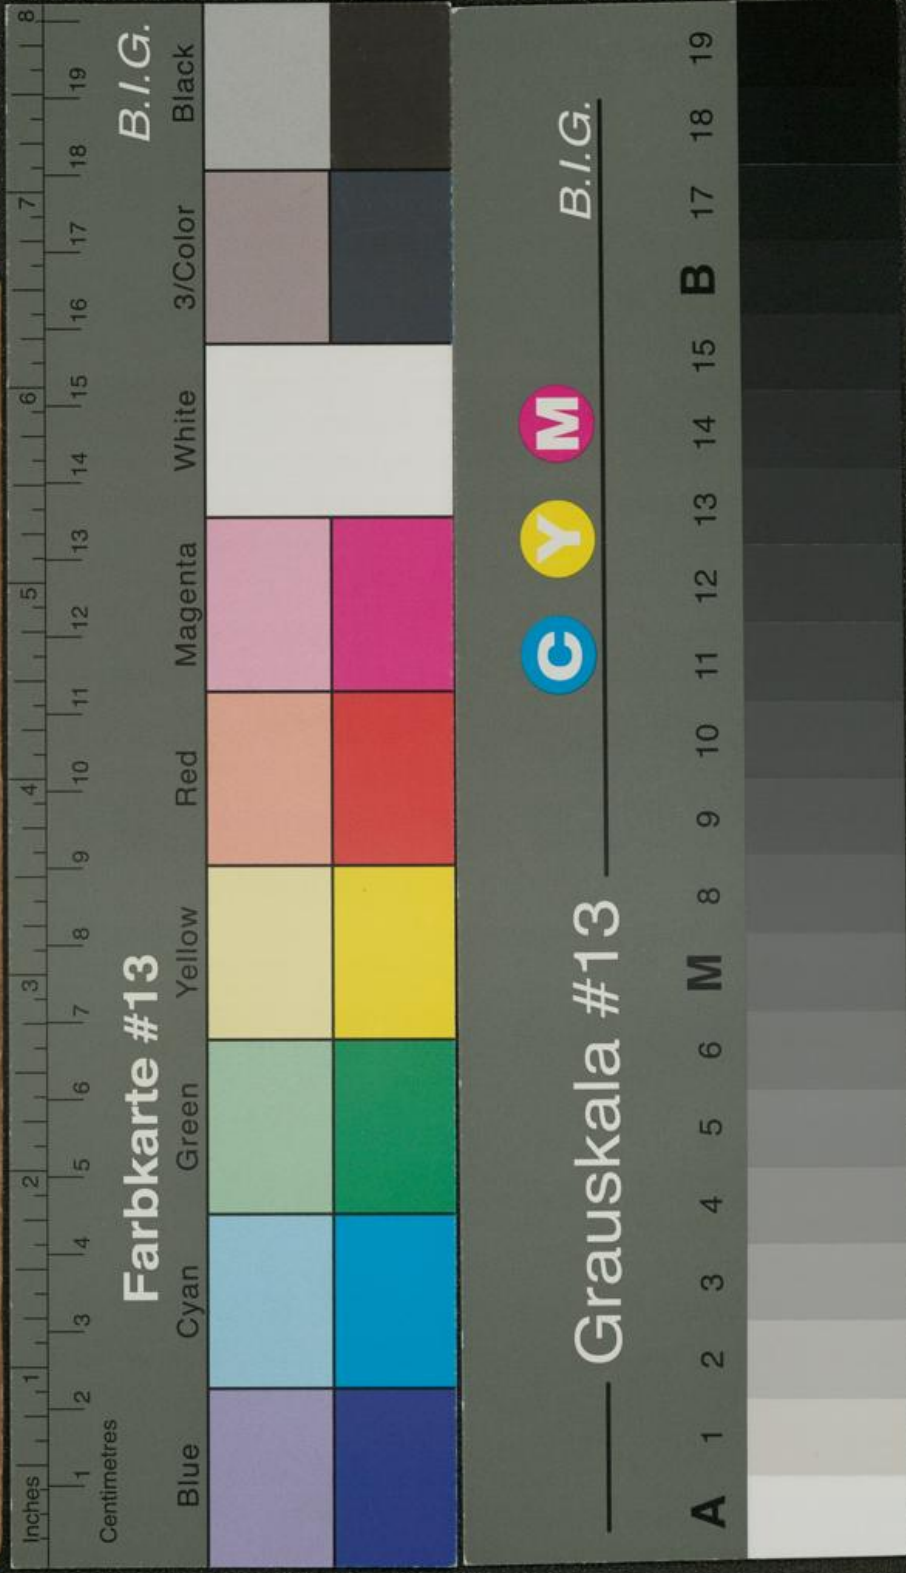 Inches 1 2 3 4 5 6 7 8
1 2 3 4 5 6 7 8 9 10 11 12 13 14 15 16 17 18 19
Centimetres
Farbkarte #13 B.I.G.
Blue Cyan Green Yellow Red Magenta White 3/Color Black
C Y M B.I.G.
Grauskala #13
A 1 2 3 4 5 6 M 8 9 10 11 12 13 14 15 B 17 18 19